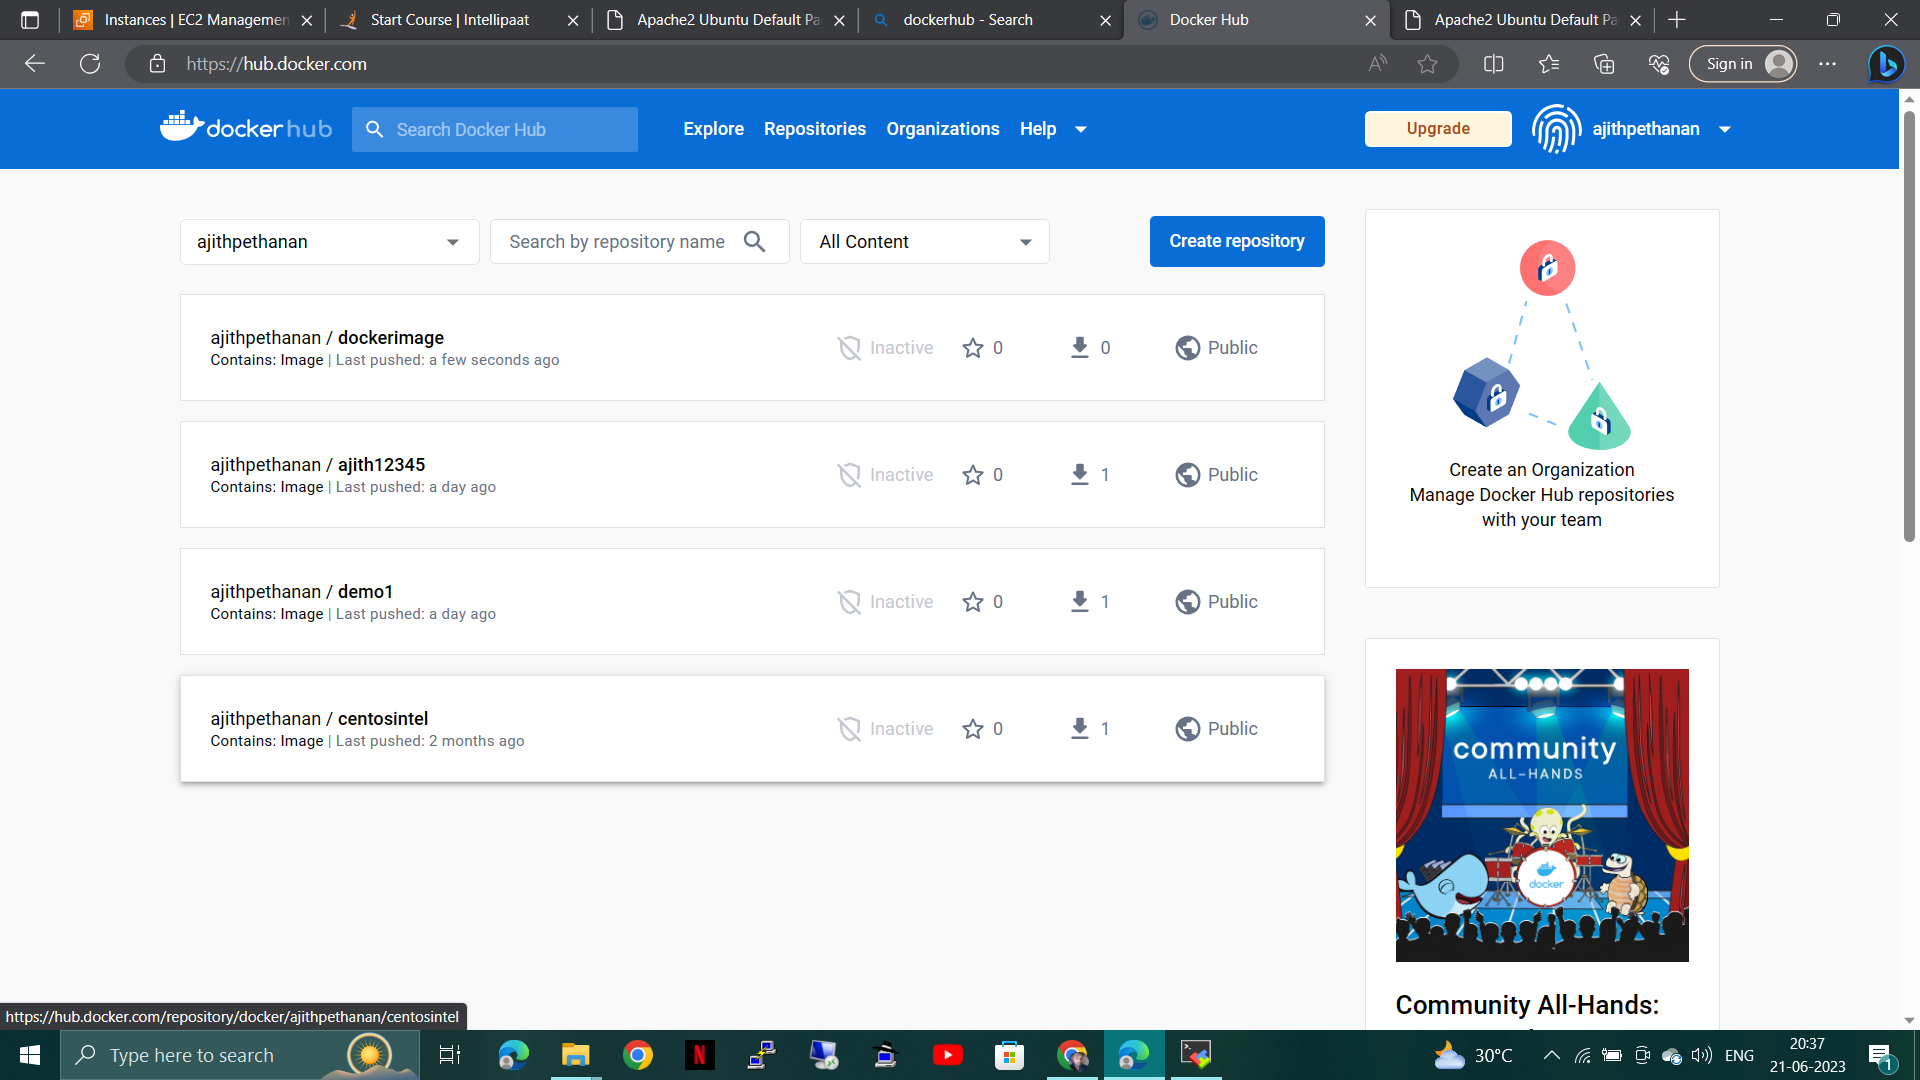 Instances | EC2 Managemen
Start Course | Intellipaat
Apache2 Ubuntu Default Pa
dockerhub - Search
Docker Hub
Apache2 Ubuntu Default Pa
https://hub.docker.com
Sign in
docker hub
Search Docker Hub
Explore
Repositories
Organizations
Help
Upgrade
ajithpethanan
ajithpethanan
Search by repository name
All Content
Create repository
ajithpethanan / dockerimage
Contains: Image | Last pushed: a few seconds ago
Inactive
0
0
Public
ajithpethanan / ajith12345
Contains: Image | Last pushed: a day ago
Inactive
0
1
Public
ajithpethanan / demo1
Contains: Image | Last pushed: a day ago
Inactive
0
1
Public
ajithpethanan / centosintel
Contains: Image | Last pushed: 2 months ago
Inactive
0
1
Public
Create an Organization
Manage Docker Hub repositories
with your team
community
ALL-HANDS
docker
Community All-Hands:
https://hub.docker.com/repository/docker/ajithpethanan/centosintel
Type here to search
30°C
ENG
20:37
21-06-2023
1